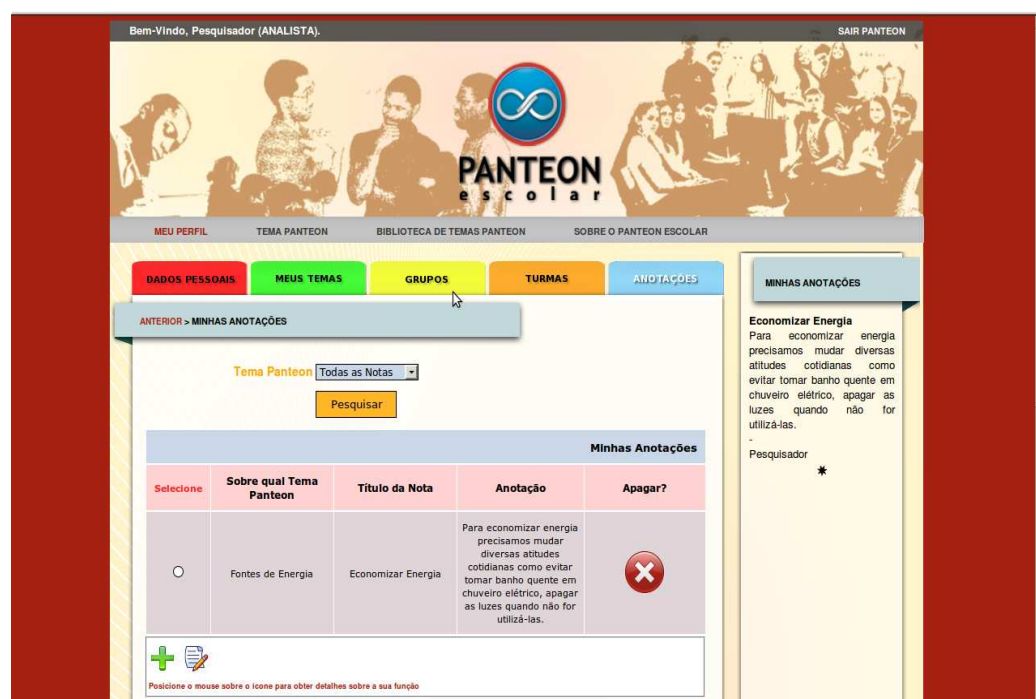 Bem-Vindo, Pesquisador (ANALISTA).
SAIR PANTEON
PANTEON
escolar
MEU PERFIL
TEMA PANTEON
BIBLIOTECA DE TEMAS PANTEON
SOBRE O PANTEON ESCOLAR
DADOS PESSOAIS
MEUS TEMAS
GRUPOS
TURMAS
ANOTAÇÕES
ANTERIOR > MINHAS ANOTAÇÕES
Tema Panteon Todas as Notas
Pesquisar
Minhas Anotações
Selecione
Sobre qual Tema
Panteon
Título da Nota
Anotação
Apagar?
Fontes de Energia
Economizar Energia
Para economizar energia
precisamos mudar
diversas atitudes
cotidianas como evitar
tomar banho quente em
chuveiro elétrico, apagar
as luzes quando não for
utilizá-las.
Posicione o mouse sobre o ícone para obter detalhes sobre a sua função
MINHAS ANOTAÇÕES
Economizar Energia
Para economizar energia
precisamos mudar diversas
atitudes cotidianas como
evitar tomar banho quente em
chuveiro elétrico, apagar as
luzes quando não for
utilizá-las.
-
Pesquisador